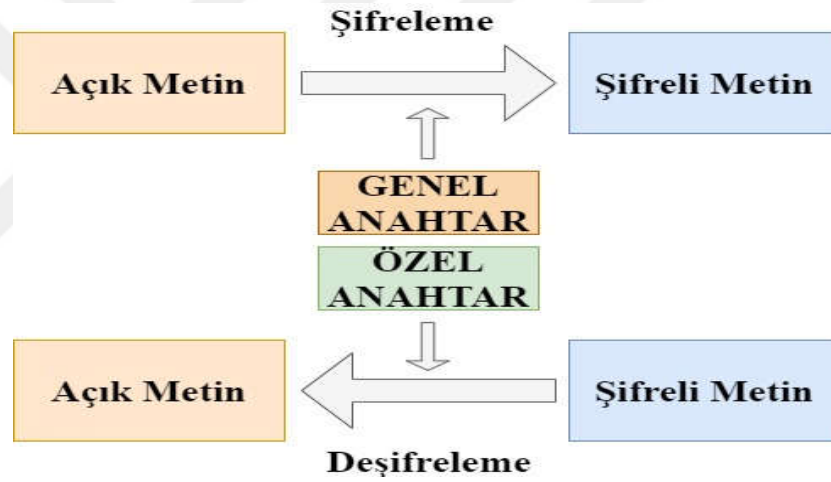 Şifreleme
Açık Metin
Şifreli Metin
GENEL
ANAHTAR
ÖZEL
ANAHTAR
Açık Metin
Şifreli Metin
Deşifreleme